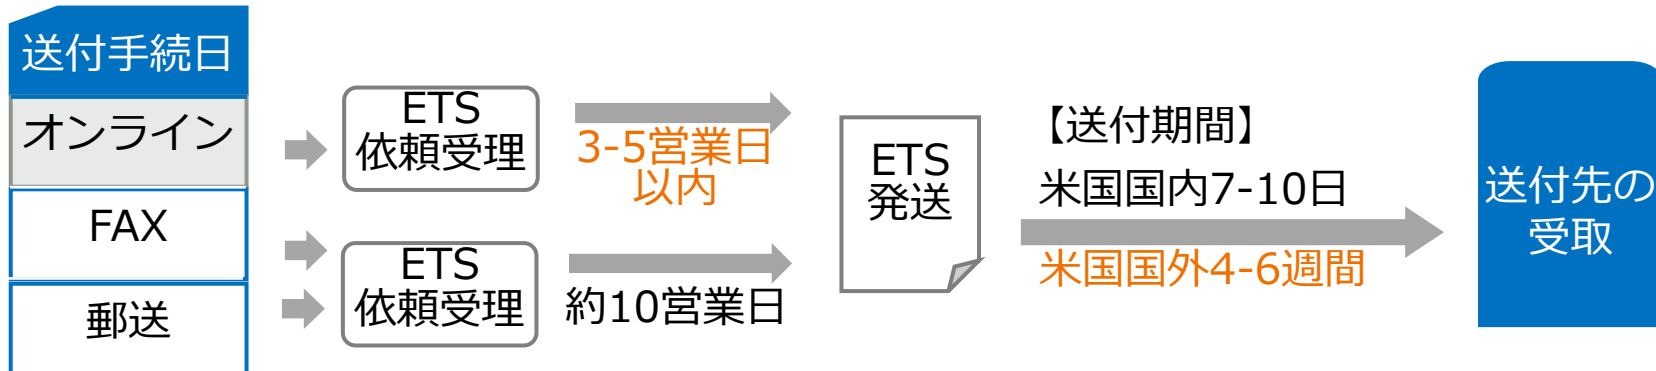 送付手続日
オンライン
FAX
郵送
ETS
依頼受理
3-5営業日
以内
ETS
依頼受理
約10営業日
ETS
発送
【送付期間】
米国国内7-10日
米国国外4-6週間
送付先の
受取